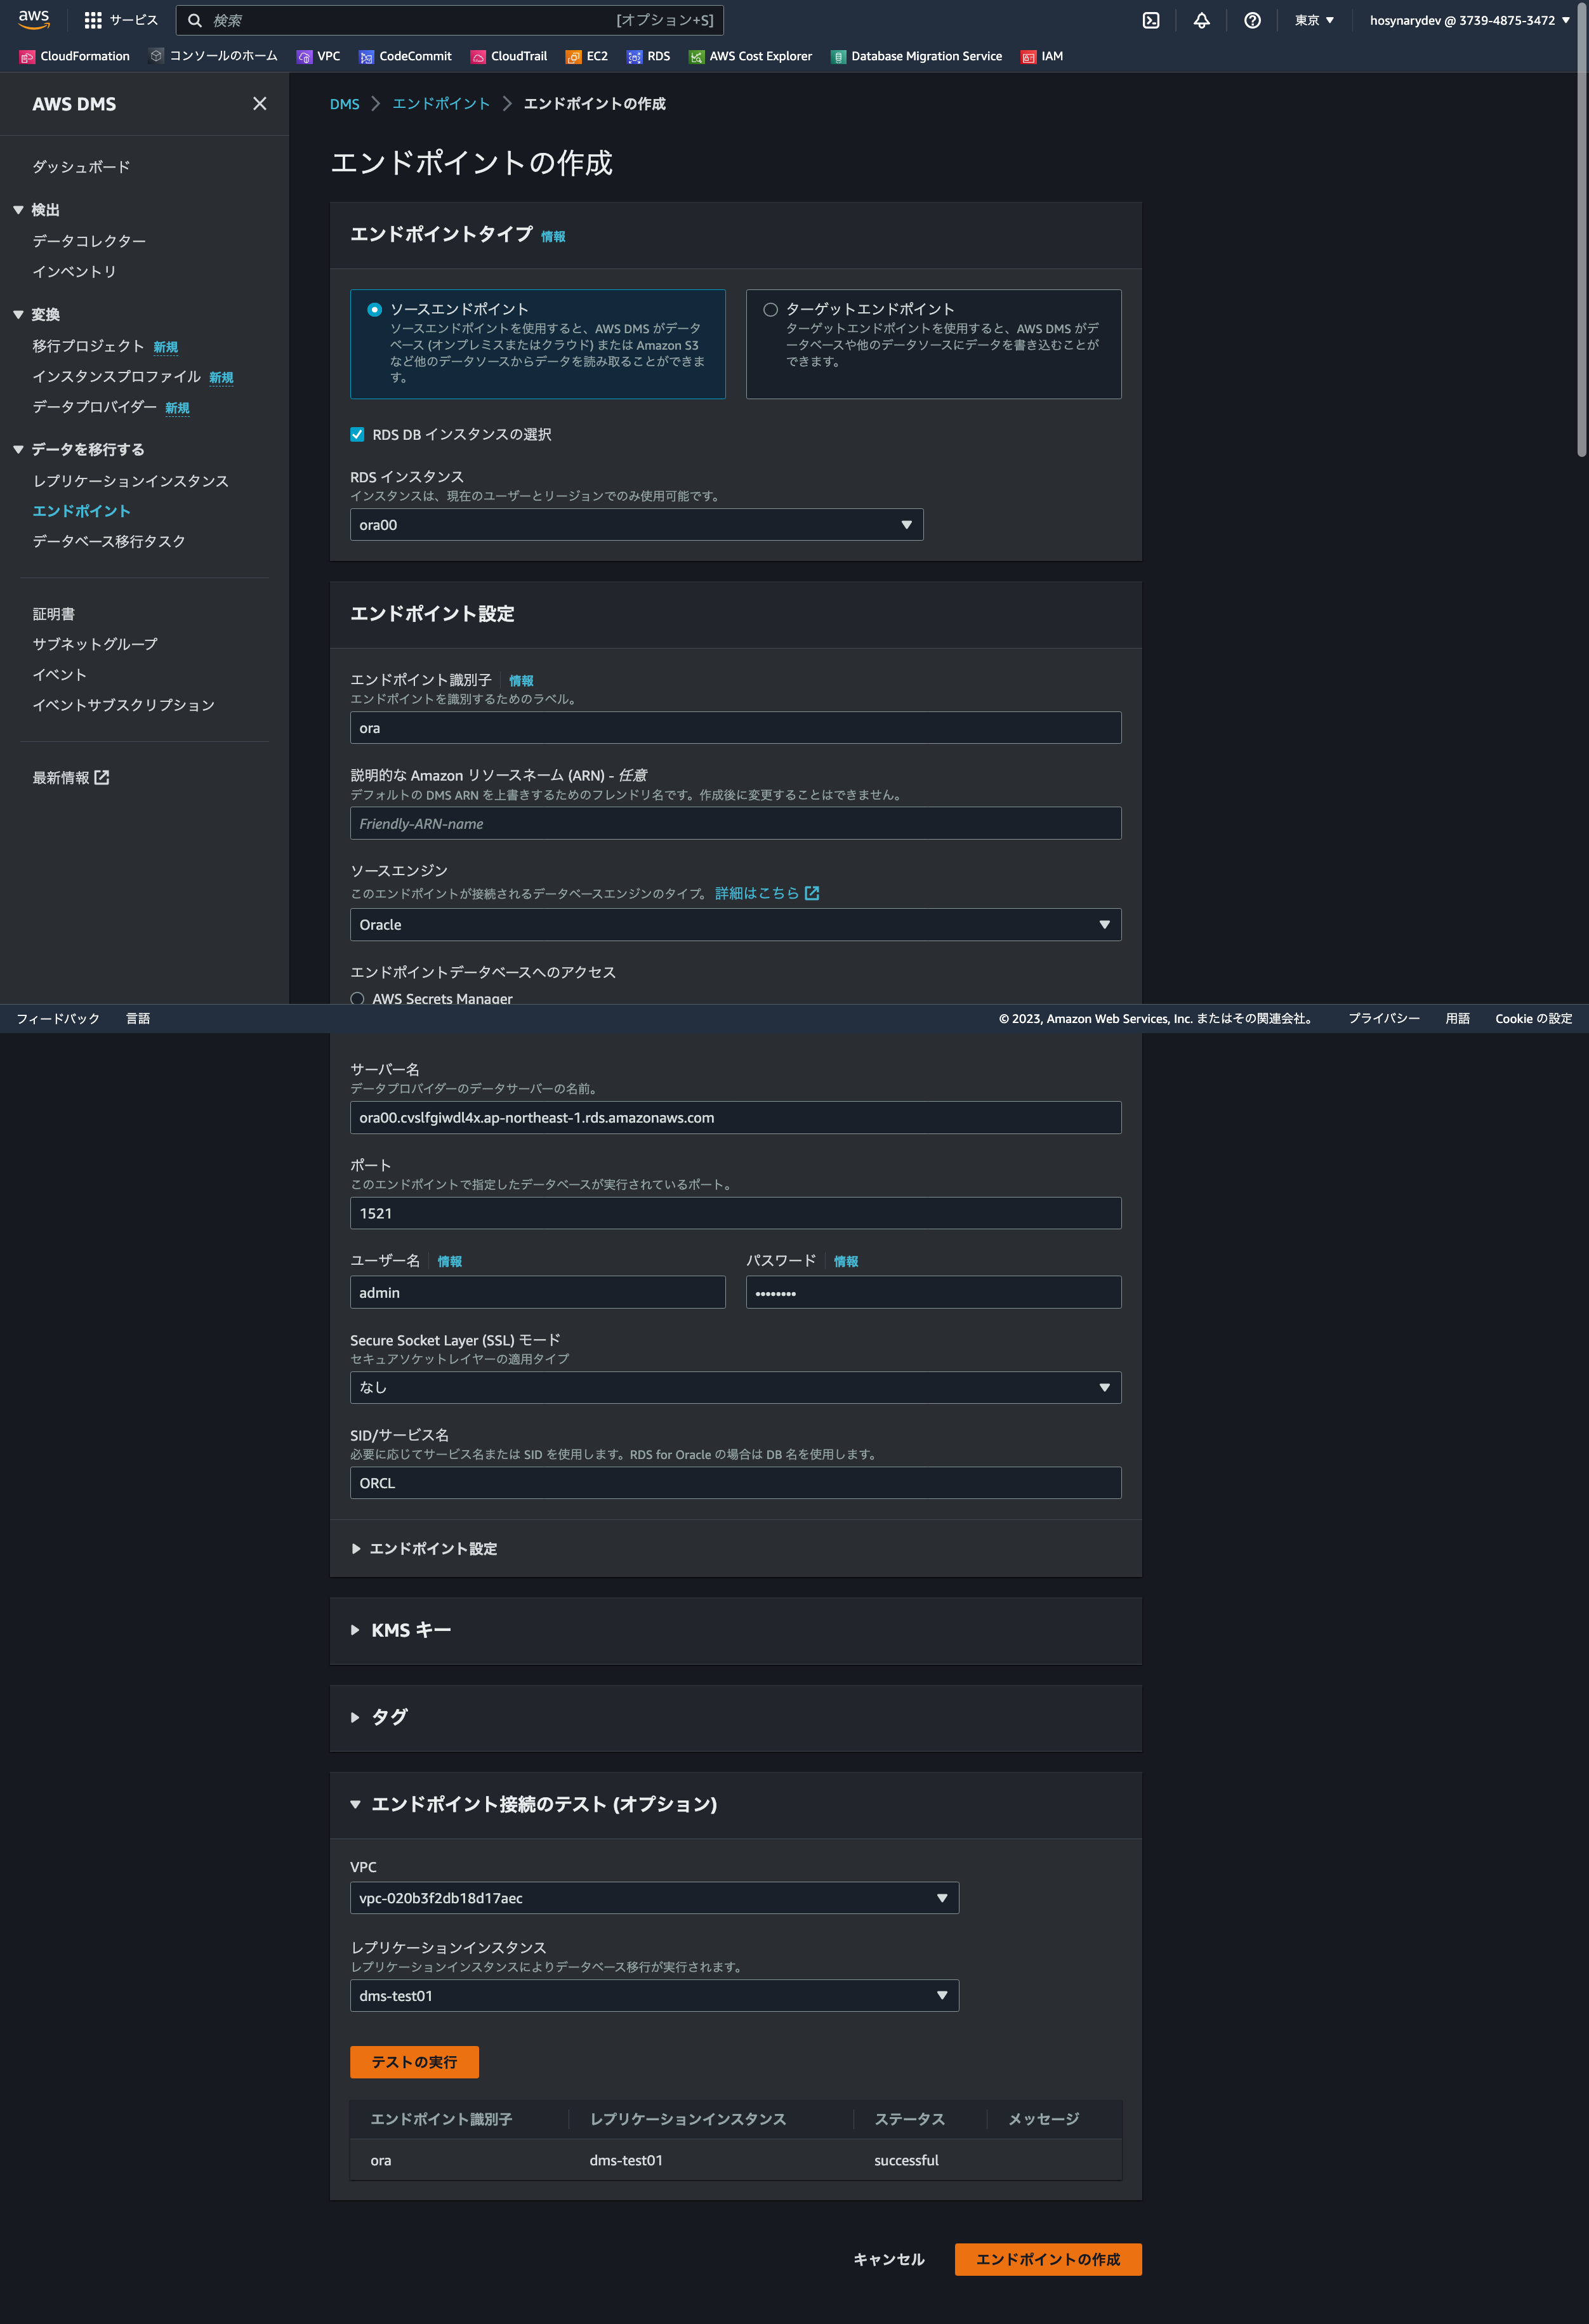 aws
サービス
検索
[オプション+S]
東京
hosynarydev @ 3739-4875-3472
CloudFormation
コンソールのホーム
VPC
CodeCommit
CloudTrail
EC2
RDS
AWS Cost Explorer
Database Migration Service
IAM
AWS DMS
ダッシュボード
検出
データコレクター
インベントリ
変換
移行プロジェクト 新規
インスタンスプロファイル 新規
データプロバイダー 新規
データを移行する
レプリケーションインスタンス
エンドポイント
データベース移行タスク
証明書
サブネットグループ
イベント
イベントサブスクリプション
最新情報
DMS
エンドポイント
エンドポイントの作成
エンドポイントの作成
エンドポイントタイプ 情報
ソースエンドポイント
ソースエンドポイントを使用すると、AWS DMS がデータ
ベース (オンプレミスまたはクラウド) または Amazon S3
など他のデータソースからデータを読み取ることができま
す。
ターゲットエンドポイント
ターゲットエンドポイントを使用すると、AWS DMS がデ
ータベースや他のデータソースにデータを書き込むことが
できます。
RDS DB インスタンスの選択
RDS インスタンス
インスタンスは、現在のユーザーとリージョンでのみ使用可能です。
ora00
エンドポイント設定
エンドポイント識別子 情報
エンドポイントを識別するためのラベル。
ora
説明的な Amazon リソースネーム (ARN) - 任意
デフォルトの DMS ARN を上書きするためのフレンドリ名です。作成後に変更することはできません。
Friendly-ARN-name
ソースエンジン
このエンドポイントが接続されるデータベースエンジンのタイプ。 詳細はこちら
Oracle
エンドポイントデータベースへのアクセス
AWS Secrets Manager
フィードバック
言語
© 2023, Amazon Web Services, Inc. またはその関連会社。
プライバシー
用語
Cookie の設定
サーバー名
データプロバイダーのデータサーバーの名前。
ora00.cvslfgiwdl4x.ap-northeast-1.rds.amazonaws.com
ポート
このエンドポイントで指定したデータベースが実行されているポート。
1521
ユーザー名 情報
admin
パスワード 情報
••••••••
Secure Socket Layer (SSL) モード
セキュアソケットレイヤーの適用タイプ
なし
SID/サービス名
必要に応じてサービス名または SID を使用します。RDS for Oracle の場合は DB 名を使用します。
ORCL
エンドポイント設定
KMS キー
タグ
エンドポイント接続のテスト (オプション)
VPC
vpc-020b3f2db18d17aec
レプリケーションインスタンス
レプリケーションインスタンスによりデータベース移行が実行されます。
dms-test01
テストの実行
エンドポイント識別子
レプリケーションインスタンス
ステータス
メッセージ
ora
dms-test01
successful
キャンセル
エンドポイントの作成